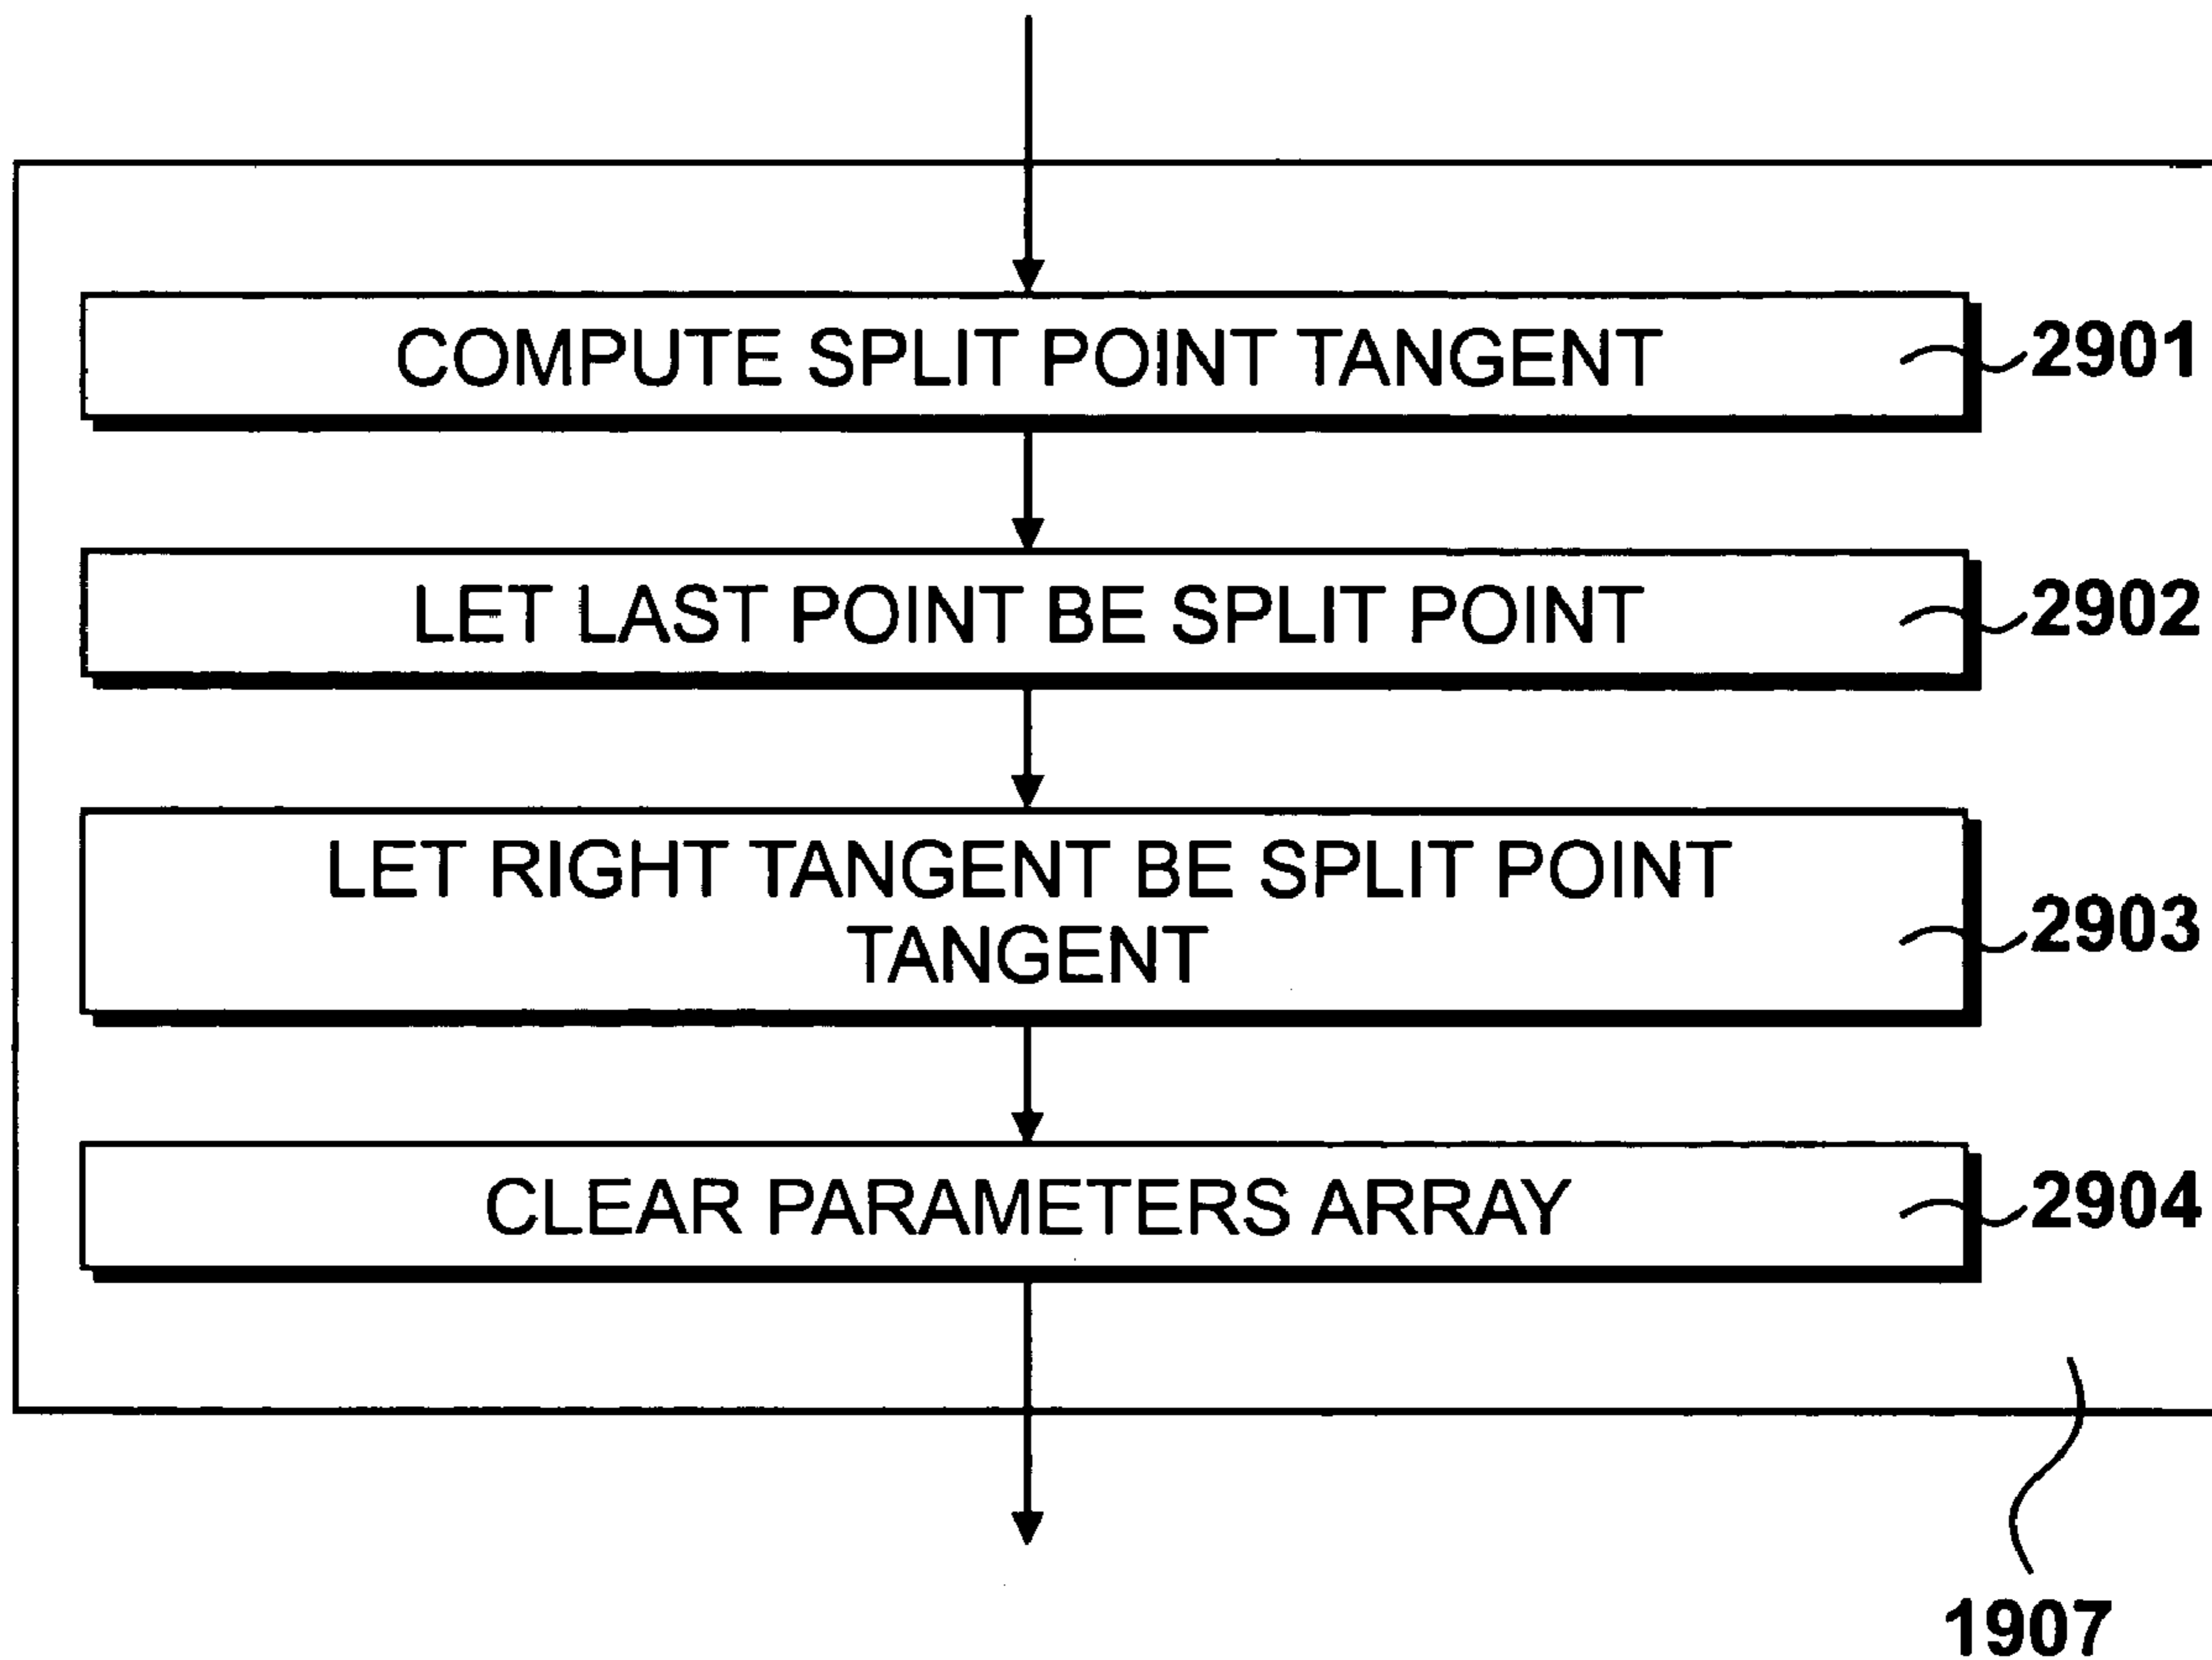 COMPUTE SPLIT POINT TANGENT
2901
LET LAST POINT BE SPLIT POINT
2902
LET RIGHT TANGENT BE SPLIT POINT
TANGENT
2903
CLEAR PARAMETERS ARRAY
2904
1907